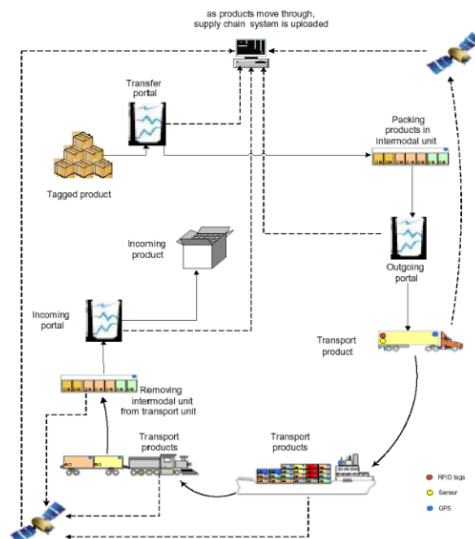 as products move through,
supply chain system is uploaded
Transfer
portal
Packing
products in
intermodal unit
Tagged product
Incoming
product
Outgoing
portal
Incoming
portal
Transport
product
Removing
intermodal unit
from transport unit
Transport
products
Transport
products
RFID tags
Sensor
GPS